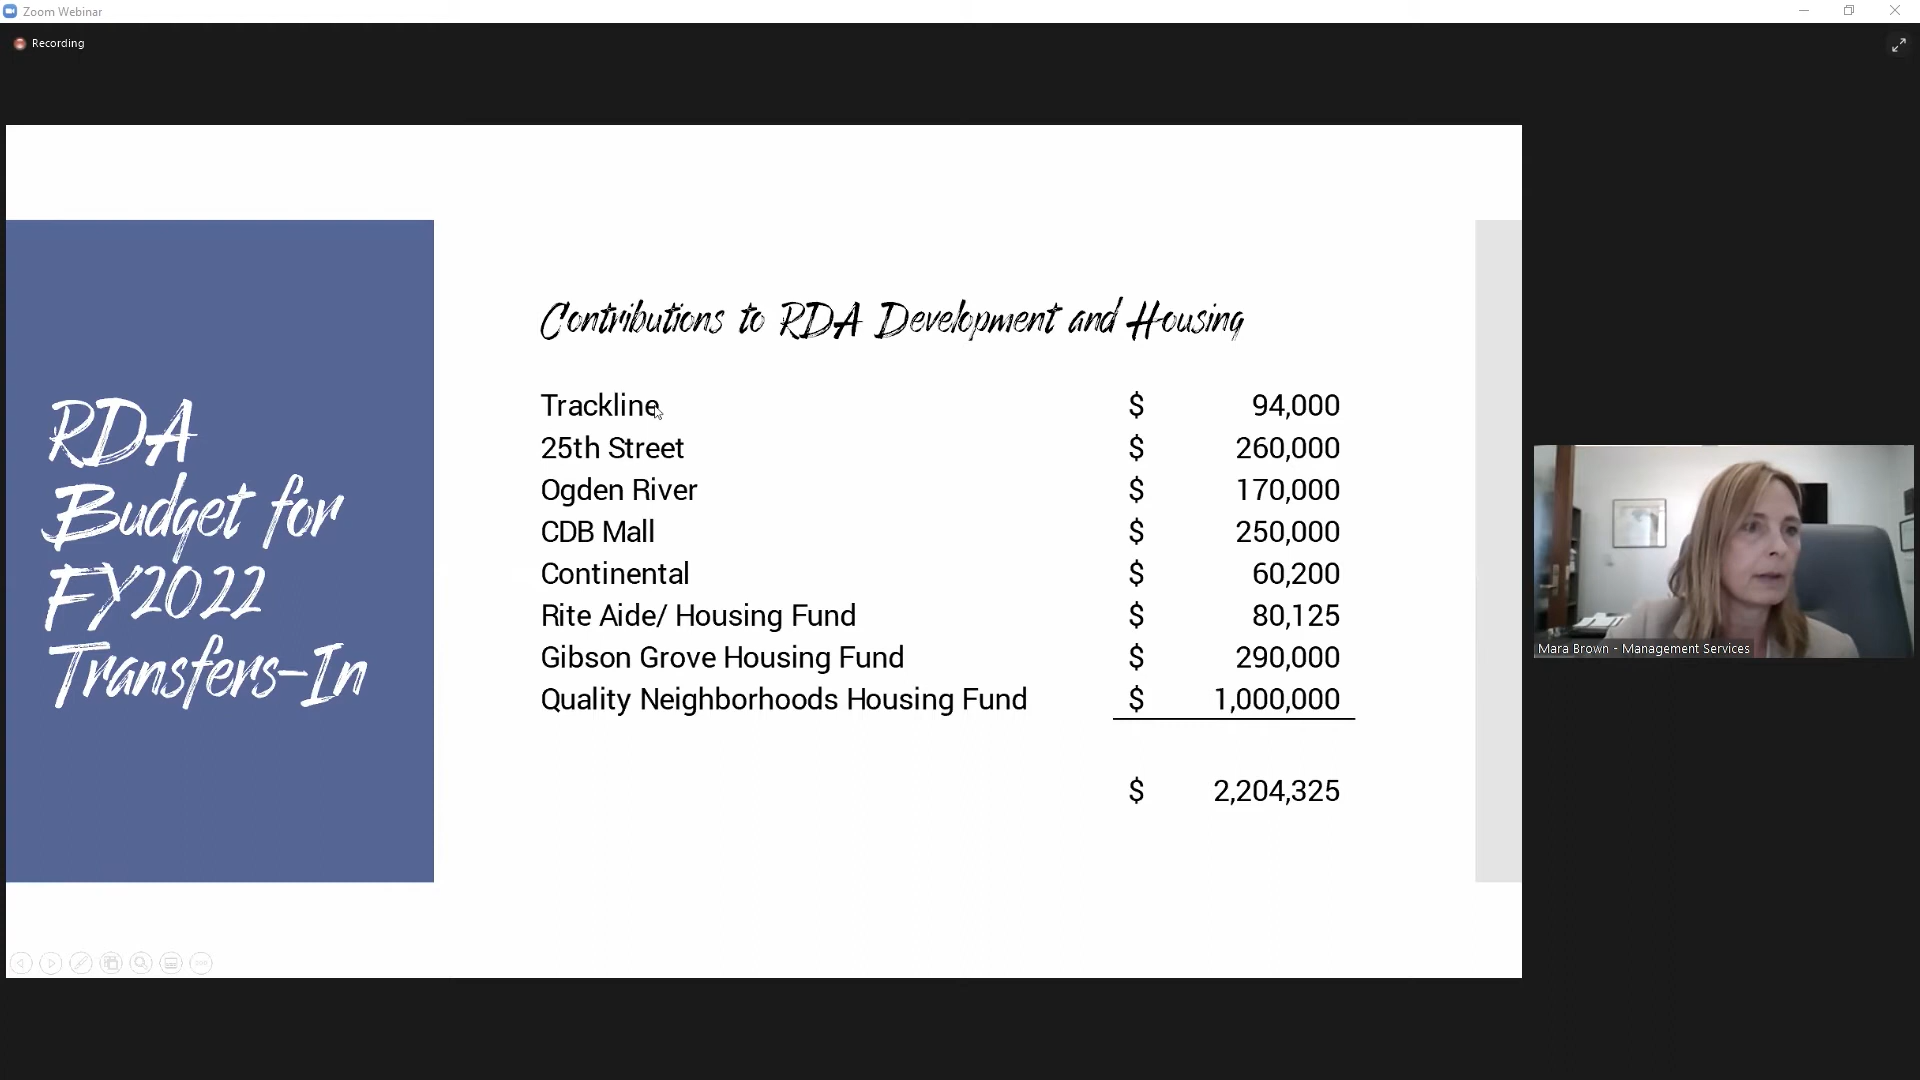 Zoom Webinar
Recording
RDA
Budget for
FY2022
Transfers-In
Contributions to RDA Development and Housing
Trackline $ 94,000
25th Street $ 260,000
Ogden River $ 170,000
CDB Mall $ 250,000
Continental $ 60,200
Rite Aide/ Housing Fund $ 80,125
Gibson Grove Housing Fund $ 290,000
Quality Neighborhoods Housing Fund $ 1,000,000
$ 2,204,325
Mara Brown - Management Services